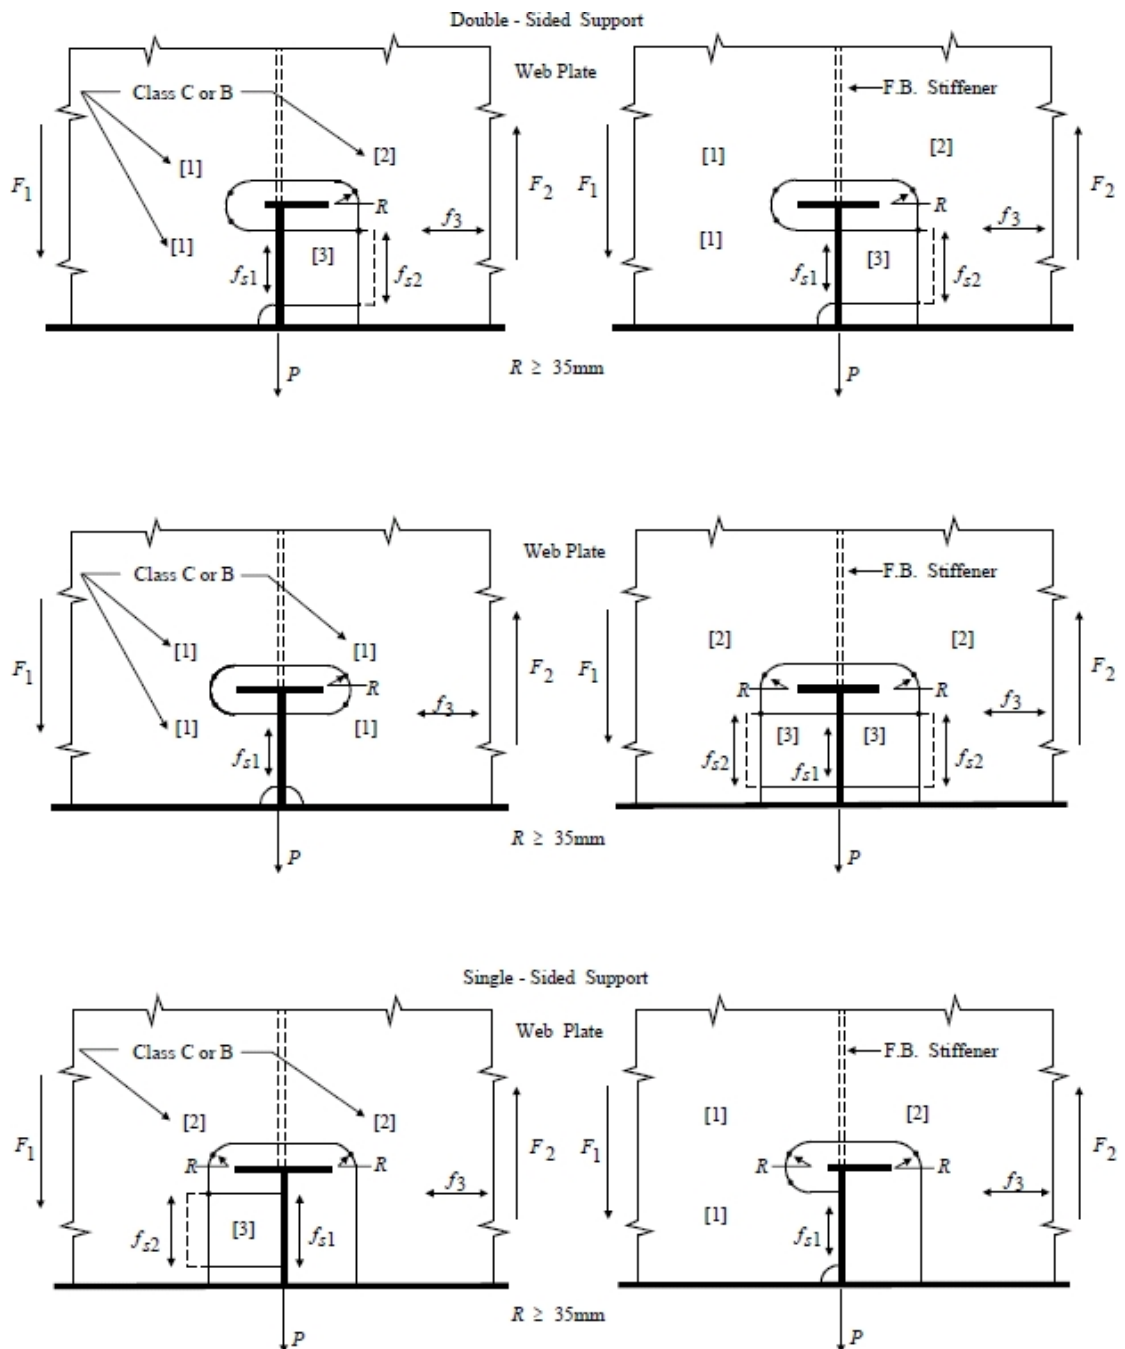 Double - Sided Support
Web Plate
Class C or B
F.B. Stiffener
[1]
[2]
[1]
[2]
F1
F2
F1
F2
R
R
f3
f3
[1]
[3]
[1]
[3]
fs1
fs2
fs1
fs2
P
R ≥ 35mm
P
Web Plate
Class C or B
F.B. Stiffener
[1]
[1]
[2]
[2]
F1
F2
F1
F2
R
R
R
f3
f3
[1]
[1]
[3]
[3]
fs1
fs2
fs1
fs2
P
R ≥ 35mm
P
Single - Sided Support
Web Plate
Class C or B
F.B. Stiffener
[2]
[2]
[1]
[2]
F1
F2
F1
F2
R
R
R
R
f3
f3
[3]
[1]
fs2
fs1
fs1
P
R ≥ 35mm
P